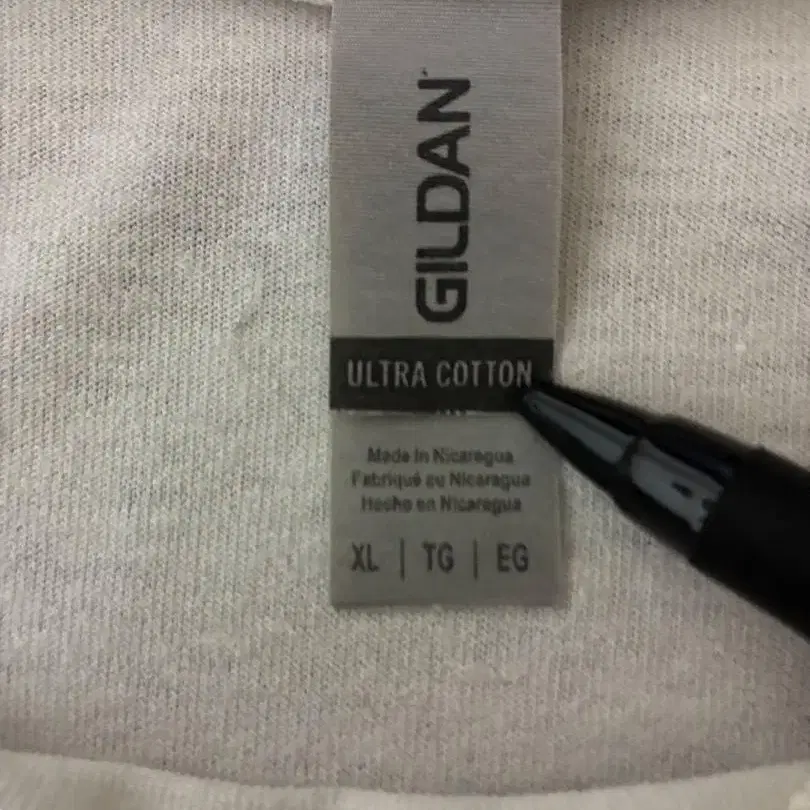 GILDAN
ULTRA COTTON
Made in Nicaragua
Fabriqué au Nicaragua
Hecho en Nicaragua
XL | TG | EG